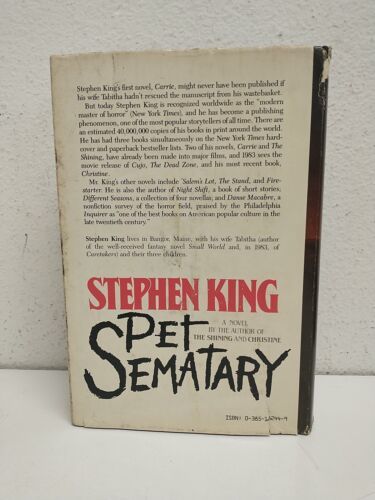 Stephen King's first novel, Carrie, might never have been published if
his wife Tabitha hadn't rescued the manuscript from his wastebasket.
But today Stephen King is recognized worldwide as the "modern
master of horror" (New York Times), and he has become a publishing
phenomenon, one of the most popular storytellers of all time. There are
an estimated 40,000,000 copies of his books in print around the world.
He has had three books simultaneously on the New York Times hard-
cover and paperback bestseller lists. Two of his novels, Carrie and The
Shining, have already been made into major films, and 1983 sees the
movie release of Cujo, The Dead Zone, and his most recent book,
Christine.
Mr. King's other novels include 'Salem's Lot, The Stand, and Fire-
starter. He is also the author of Night Shift, a book of short stories,
Different Seasons, a collection of four novellas; and Danse Macabre, a
nonfiction survey of the horror field, praised by the Philadelphia
Inquirer as "one of the best books on American popular culture in the
late twentieth century."
Stephen King lives in Bangor, Maine, with his wife Tabitha (author
of the well-received fantasy novel Small World and, in 1983, of
Caretakers) and their three children.
STEPHEN KING
PET
SEMATARY
A NOVEL
BY THE AUTHOR OF
THE SHINING AND CHRISTINE
ISBN: 0-385-18244-9